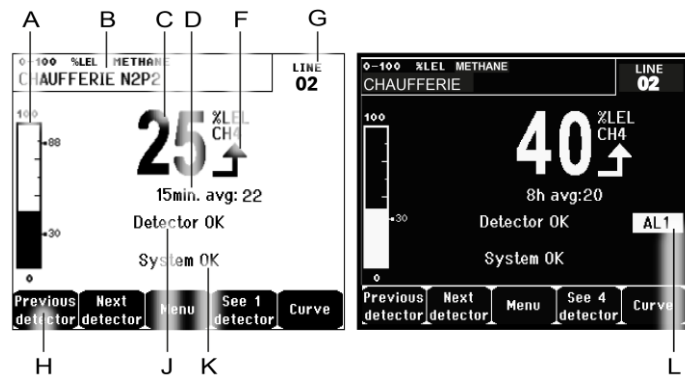 A B C D F G
0-100 %LEL METHANE
CHAUFFERIE N2P2
LINE
02
100
88
30
0
25
%LEL
CH4
15min. avg: 22
Detector OK
System OK
Previous detector
Next detector
Menu
See 1 detector
Curve
H J K
0-100 %LEL METHANE
CHAUFFERIE
LINE
02
100
30
0
40
%LEL
CH4
8h avg:20
Detector OK
AL1
System OK
Previous detector
Next detector
Menu
See 4 detector
Curve
L